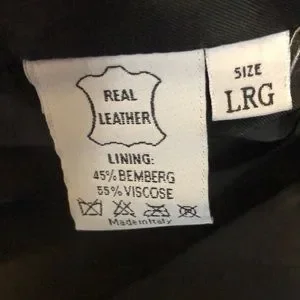 REAL
LEATHER
LINING:
45% BEMBERG
55% VISCOSE
Made in Italy
SIZE
LRG